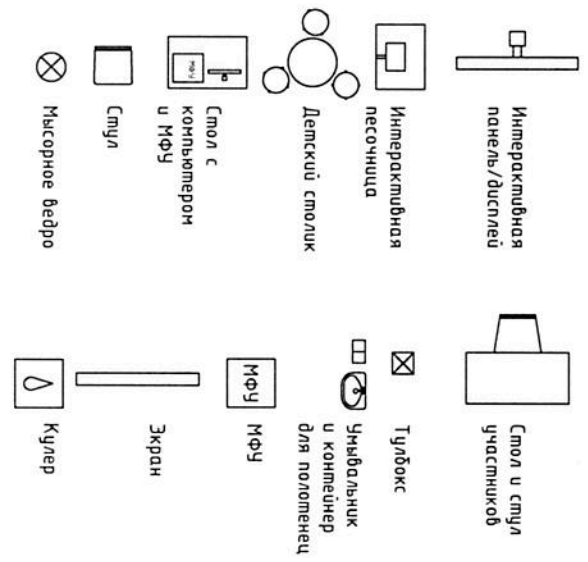 Интерактивная
панель/дисплей
Интерактивная
песочница
Детский столик
МФУ
Стол с
компьютером
и МФУ
Стул
Мысорное ведро
Стол и стул
участников
Тулбокс
Умывальник
и контейнер
для полотенец
МФУ
МФУ
Экран
Кулер